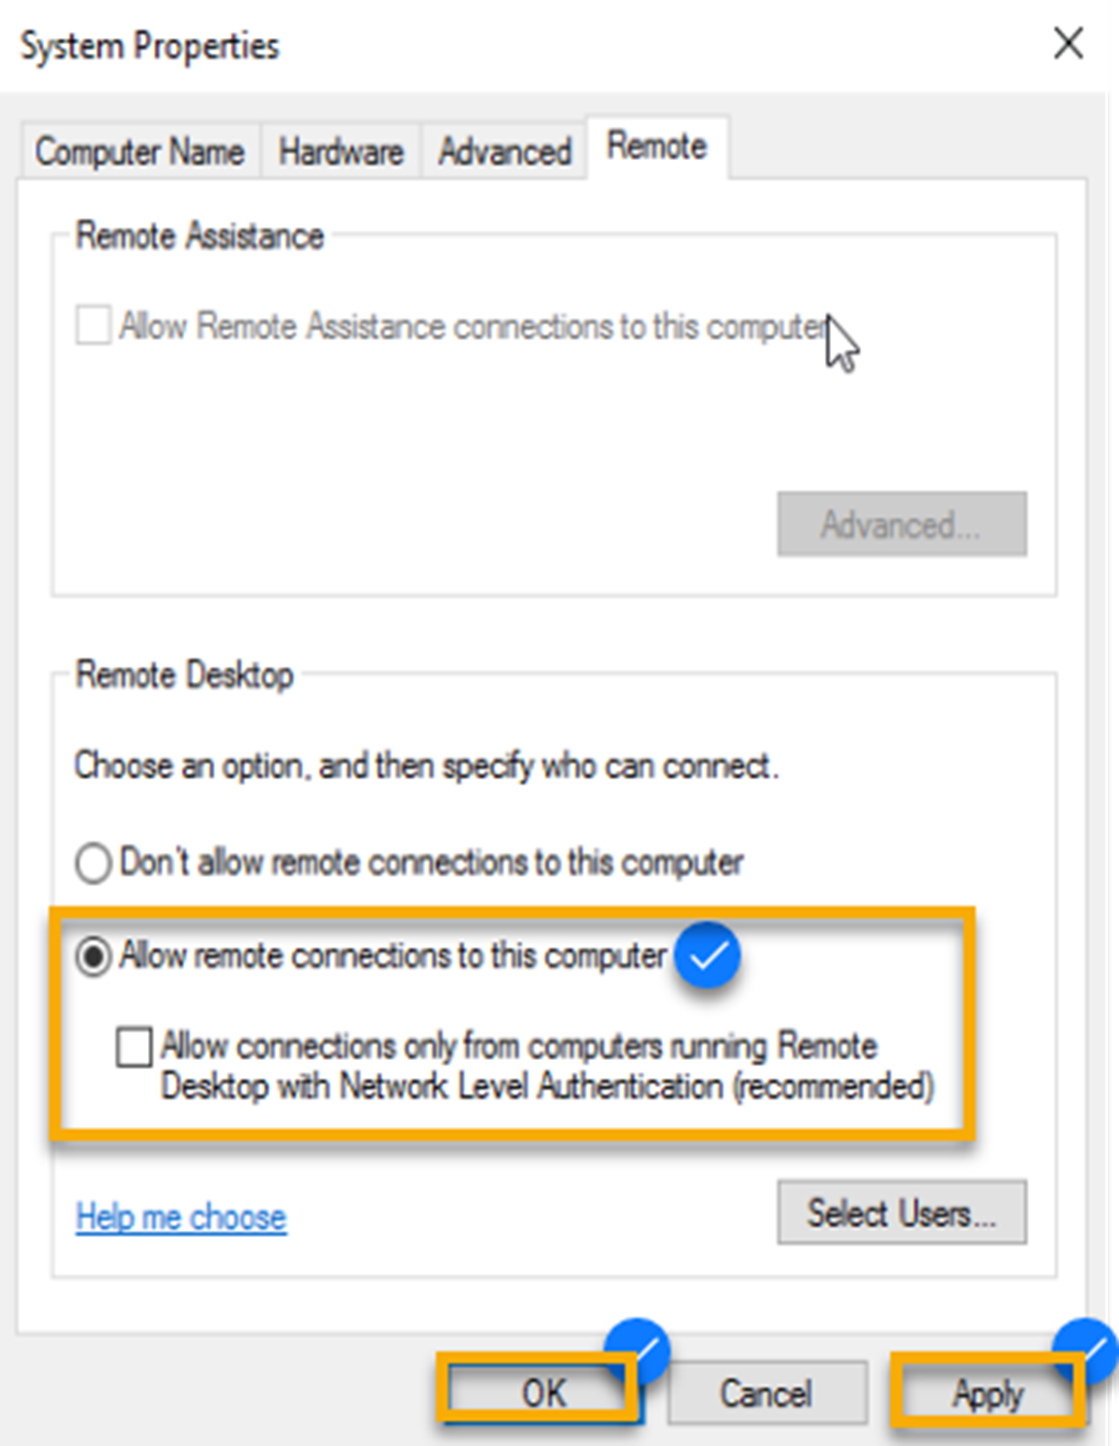 System Properties
Computer Name
Hardware
Advanced
Remote
Remote Assistance
Allow Remote Assistance connections to this computer
Advanced...
Remote Desktop
Choose an option, and then specify who can connect.
Don't allow remote connections to this computer
Allow remote connections to this computer
Allow connections only from computers running Remote
Desktop with Network Level Authentication (recommended)
Help me choose
Select Users...
OK
Cancel
Apply